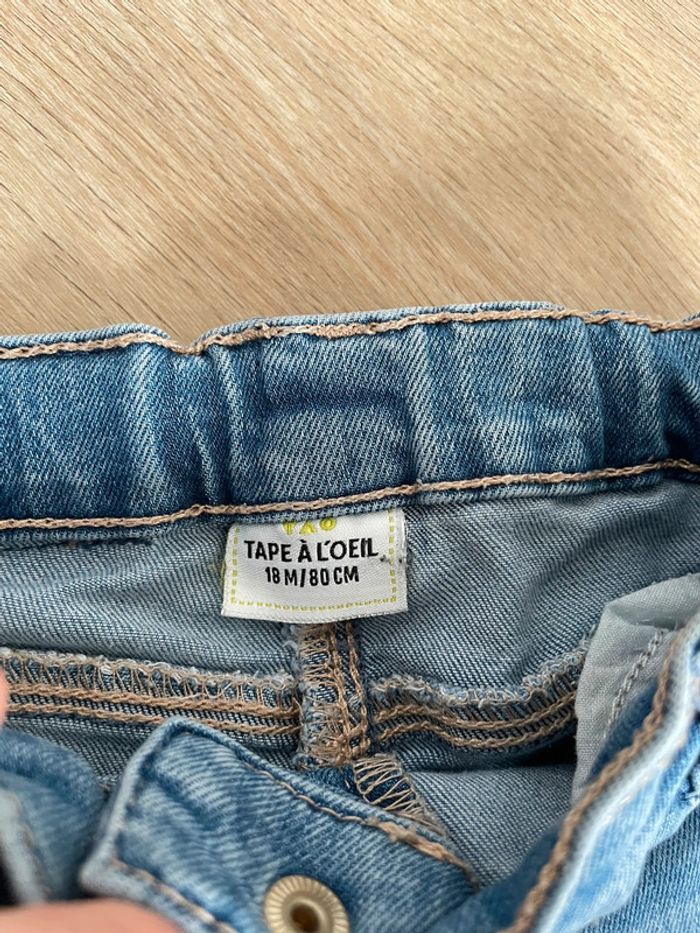 TAO
TAPE À L'OEIL
18 M/80 CM